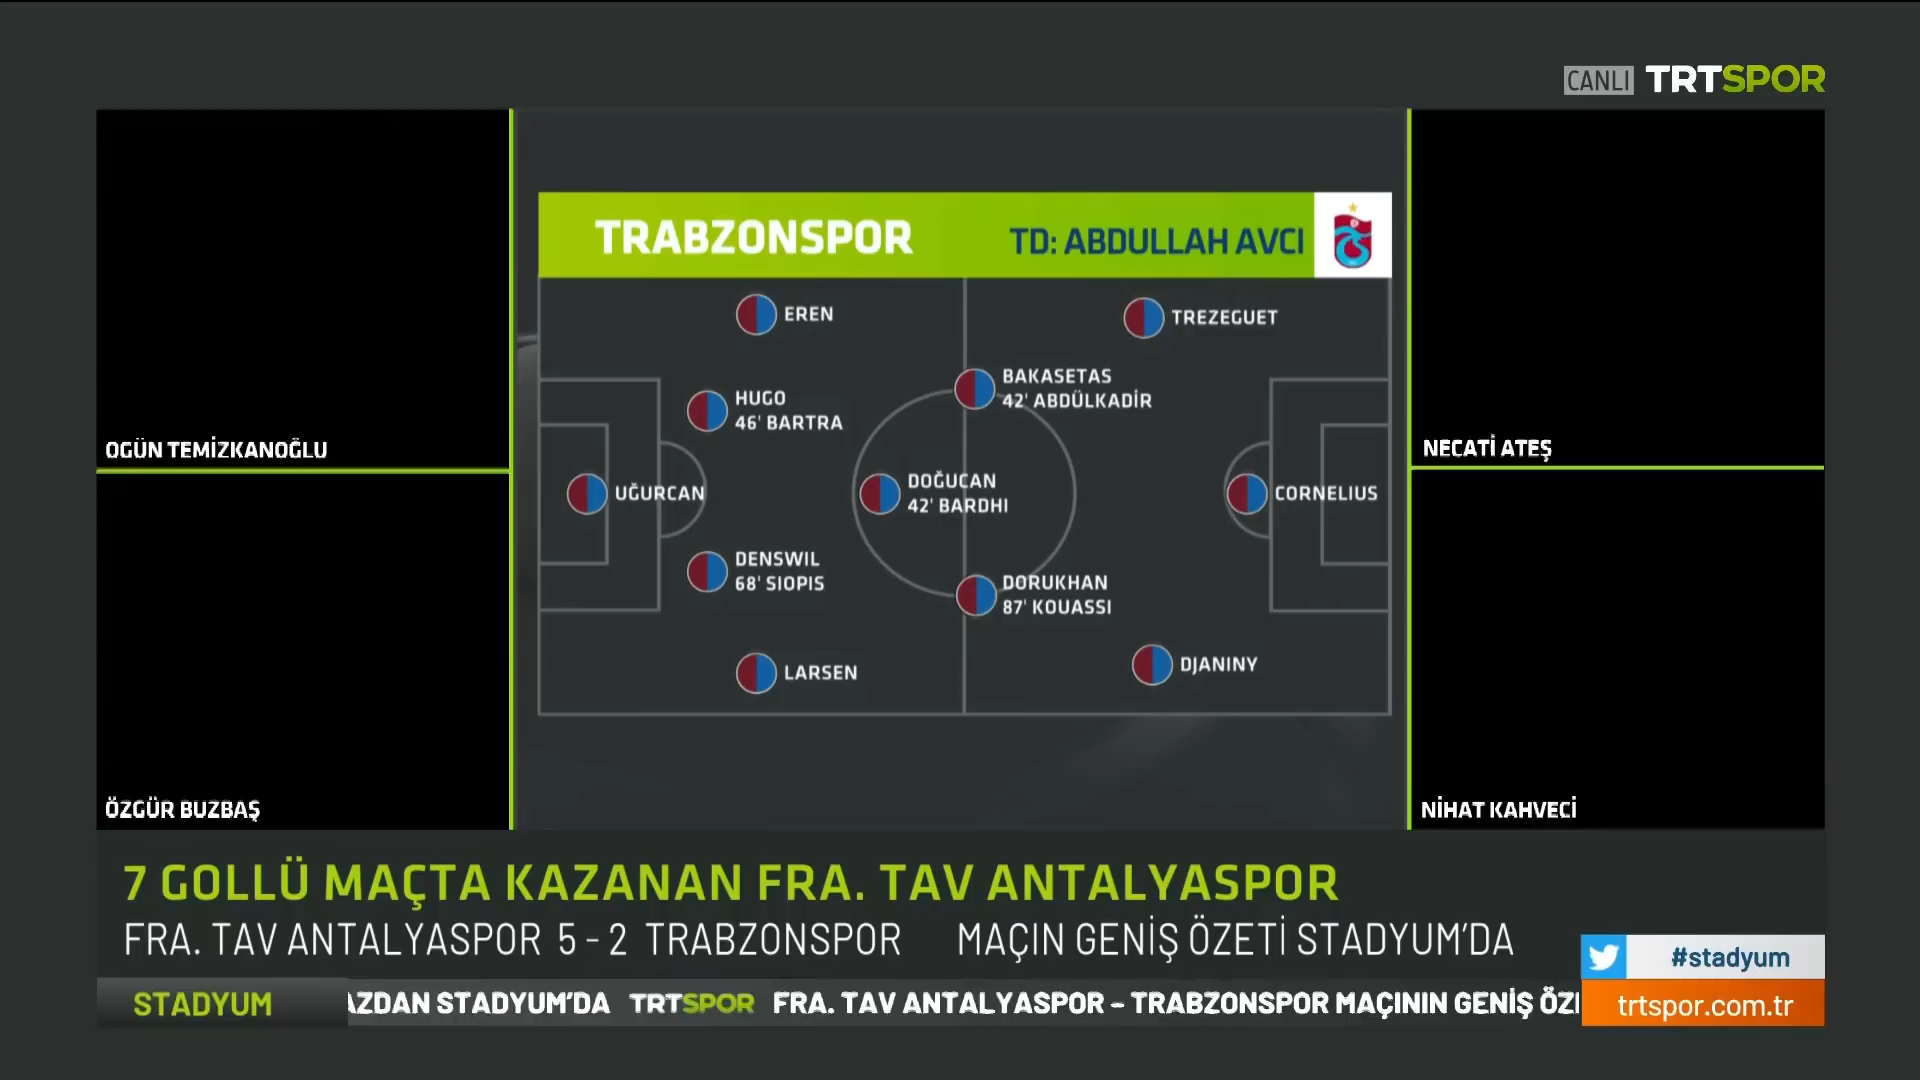 CANLI TRTSPOR
TRABZONSPOR
TD: ABDULLAH AVCI
EREN
TREZEGUET
BAKASETAS
42' ABDÜLKADİR
HUGO
46' BARTRA
OGÜN TEMİZKANOĞLU
NECATİ ATEŞ
UĞURCAN
DOĞUCAN
42' BARDHI
CORNELIUS
DENSWIL
68' SIOPIS
DORUKHAN
87' KOUASSI
LARSEN
DJANINY
ÖZGÜR BUZBAŞ
NİHAT KAHVECİ
7 GOLLÜ MAÇTA KAZANAN FRA. TAV ANTALYASPOR
FRA. TAV ANTALYASPOR 5 - 2 TRABZONSPOR MAÇIN GENİŞ ÖZETİ STADYUM'DA
#stadyum
STADYUM
AZDAN STADYUM'DA TRTSPOR FRA. TAV ANTALYASPOR – TRABZONSPOR MAÇININ GENİŞ ÖZ
trtspor.com.tr